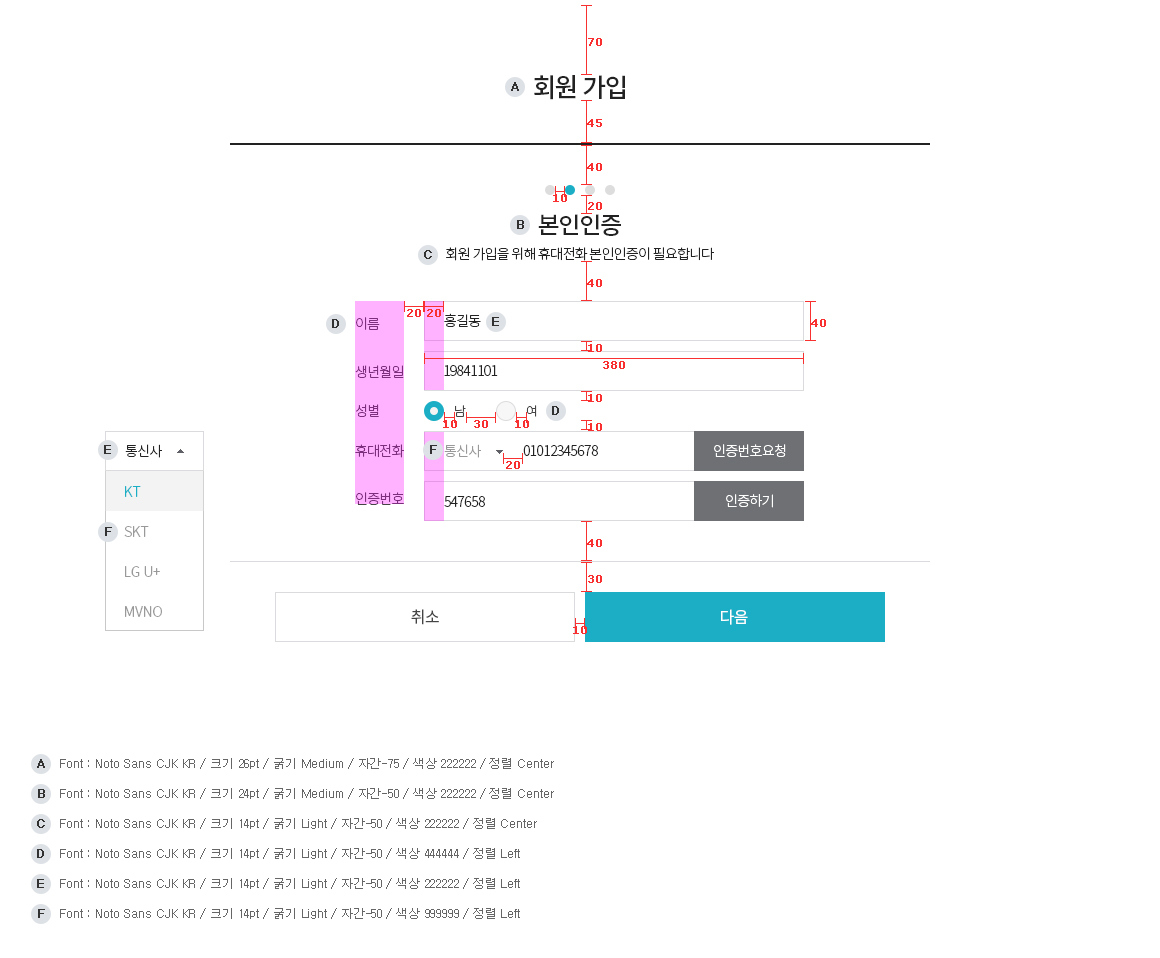 70
A 회원 가입
45
40
10
20
B 본인인증
C 회원 가입을 위해 휴대전화 본인인증이 필요합니다
40
20 20
D 이름 홍길동 E
40
10
380
생년월일 19841101
10
성별 남 여 D
10 30 10
10
휴대전화 F 통신사 01012345678 인증번호요청
20
인증번호 547658 인증하기
E 통신사
KT
F SKT
LG U+
MVNO
40
30
취소 다음
10
A Font : Noto Sans CJK KR / 크기 26pt / 굵기 Medium / 자간-75 / 색상 222222 / 정렬 Center
B Font : Noto Sans CJK KR / 크기 24pt / 굵기 Medium / 자간-50 / 색상 222222 / 정렬 Center
C Font : Noto Sans CJK KR / 크기 14pt / 굵기 Light / 자간-50 / 색상 222222 / 정렬 Center
D Font : Noto Sans CJK KR / 크기 14pt / 굵기 Light / 자간-50 / 색상 444444 / 정렬 Left
E Font : Noto Sans CJK KR / 크기 14pt / 굵기 Light / 자간-50 / 색상 222222 / 정렬 Left
F Font : Noto Sans CJK KR / 크기 14pt / 굵기 Light / 자간-50 / 색상 999999 / 정렬 Left